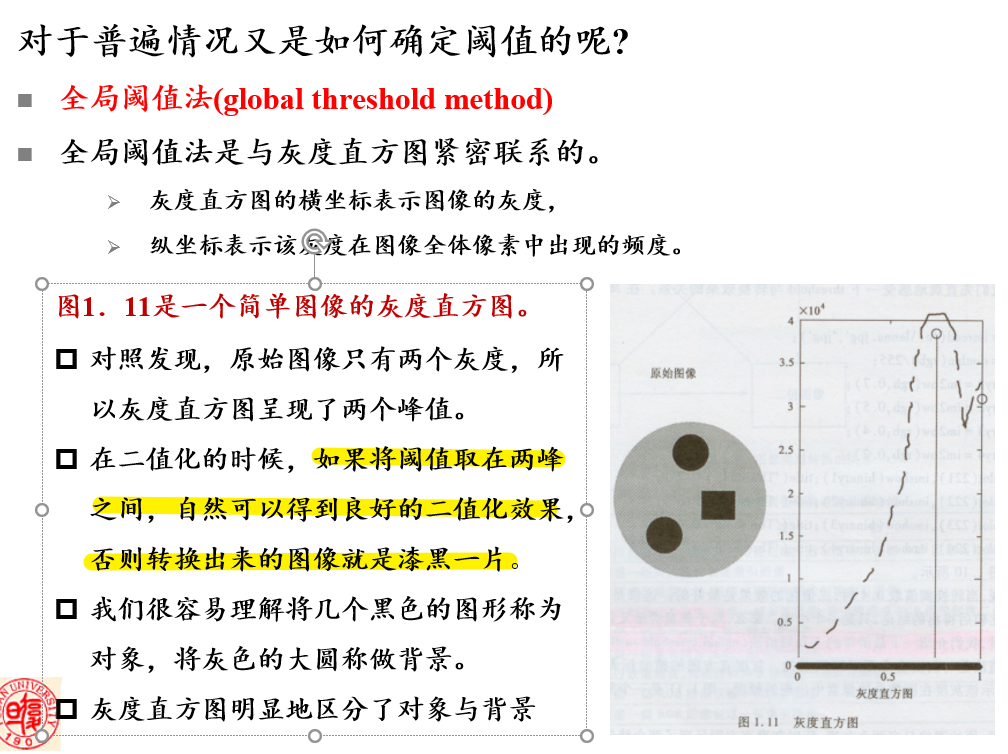 对于普遍情况又是如何确定阈值的呢?
全局阈值法(global threshold method)
全局阈值法是与灰度直方图紧密联系的。
灰度直方图的横坐标表示图像的灰度，
纵坐标表示该灰度在图像全体像素中出现的频度。
图1．11是一个简单图像的灰度直方图。
对照发现，原始图像只有两个灰度，所
以灰度直方图呈现了两个峰值。
在二值化的时候，如果将阈值取在两峰
之间，自然可以得到良好的二值化效果，
否则转换出来的图像就是漆黑一片。
我们很容易理解将几个黑色的图形称为
对象，将灰色的大圆称做背景。
灰度直方图明显地区分了对象与背景
原始图像
×10⁴
4
3.5
3
2.5
2
1.5
1
0.5
0
0 0.5 1
灰度直方图
图 1.11 灰度直方图